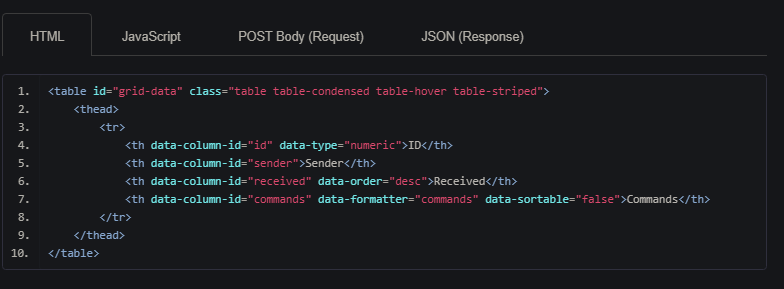 HTML JavaScript POST Body (Request) JSON (Response)
1. <table id="grid-data" class="table table-condensed table-hover table-striped">
2. <thead>
3. <tr>
4. <th data-column-id="id" data-type="numeric">ID</th>
5. <th data-column-id="sender">Sender</th>
6. <th data-column-id="received" data-order="desc">Received</th>
7. <th data-column-id="commands" data-formatter="commands" data-sortable="false">Commands</th>
8. </tr>
9. </thead>
10. </table>